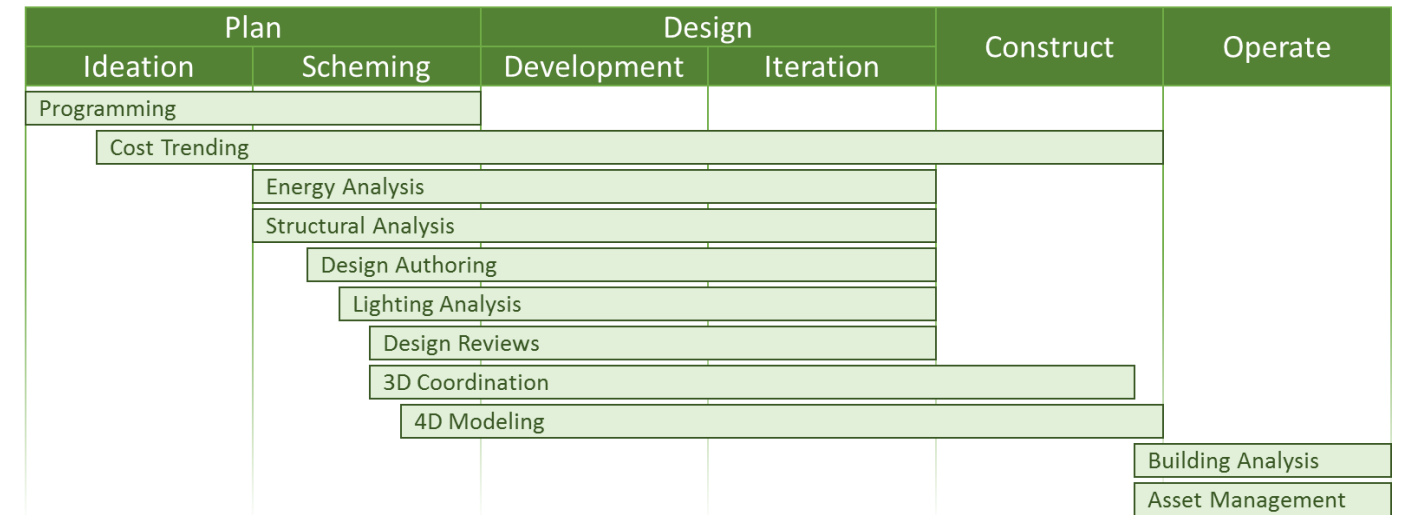 Plan
Design
Construct
Operate
Ideation
Scheming
Development
Iteration
Programming
Cost Trending
Energy Analysis
Structural Analysis
Design Authoring
Lighting Analysis
Design Reviews
3D Coordination
4D Modeling
Building Analysis
Asset Management